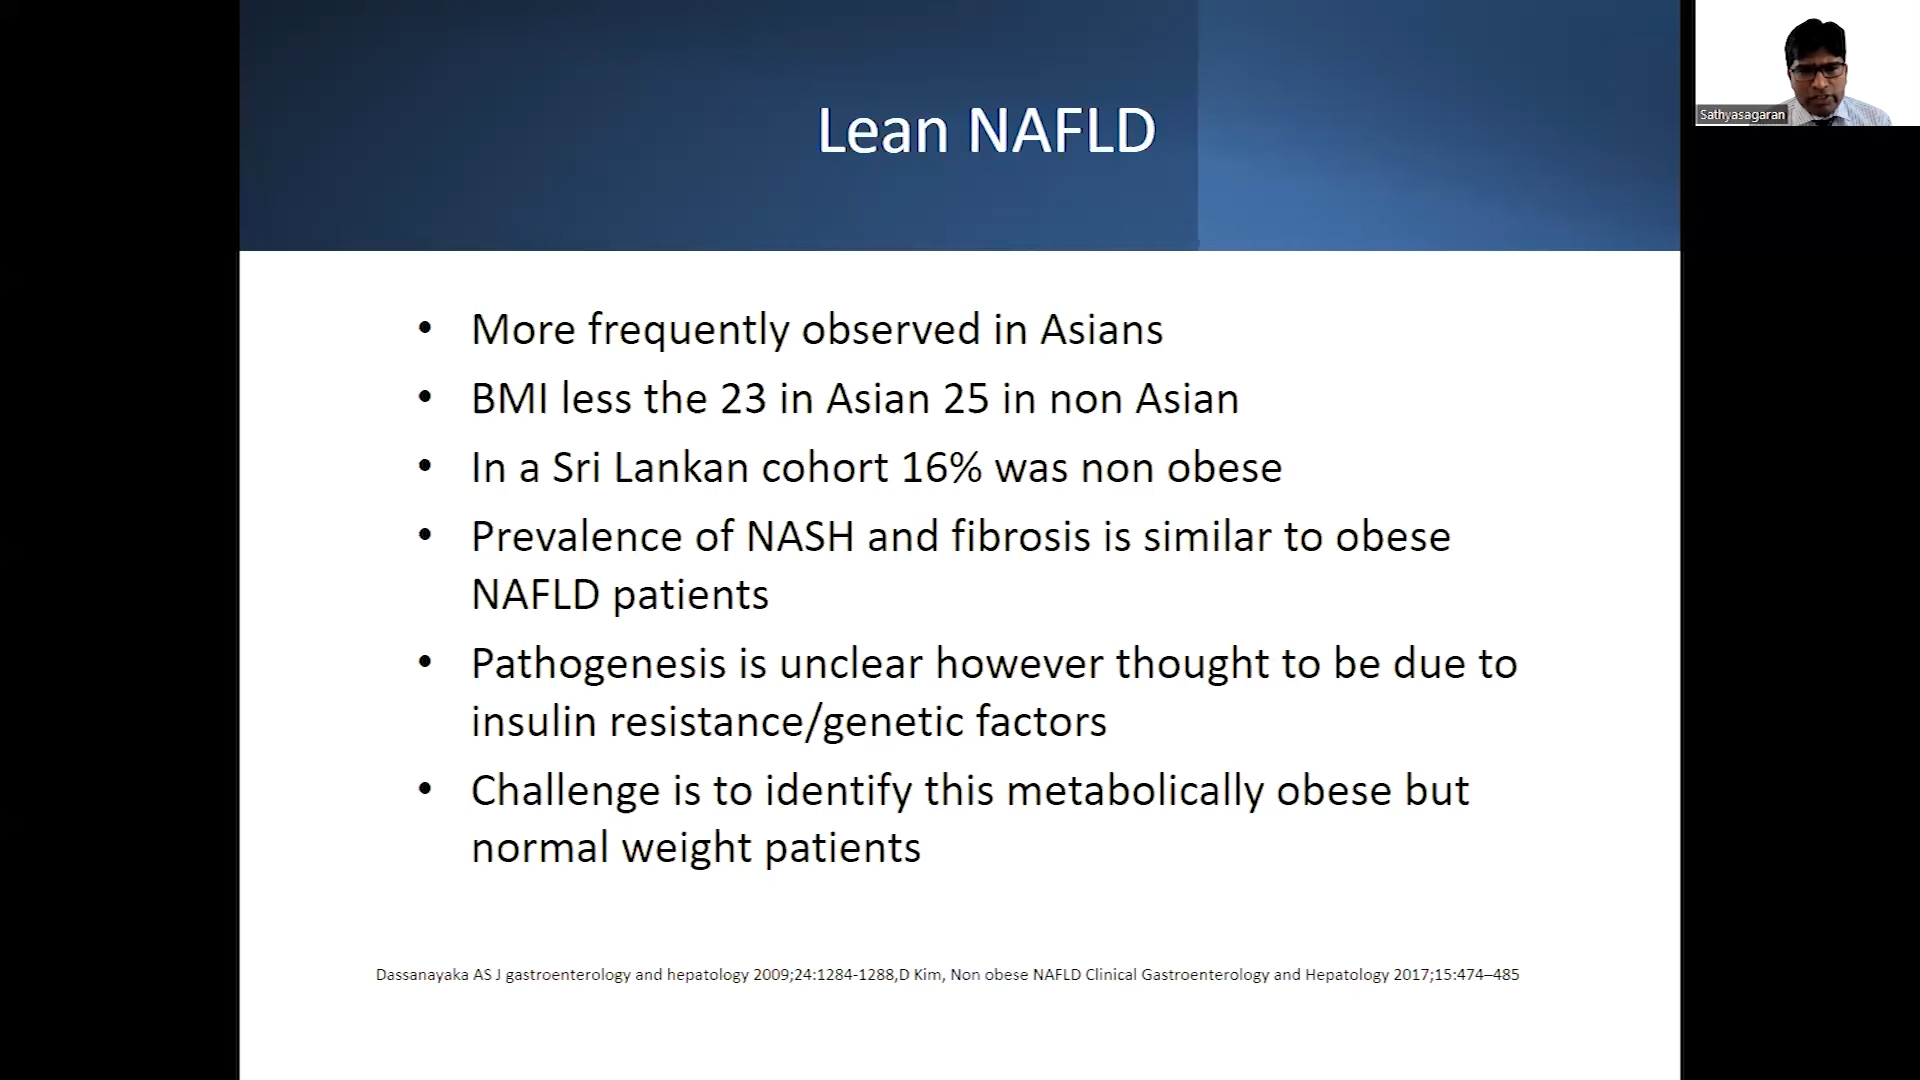 Lean NAFLD
Sathyasagaran
• More frequently observed in Asians
• BMI less the 23 in Asian 25 in non Asian
• In a Sri Lankan cohort 16% was non obese
• Prevalence of NASH and fibrosis is similar to obese
NAFLD patients
• Pathogenesis is unclear however thought to be due to
insulin resistance/genetic factors
• Challenge is to identify this metabolically obese but
normal weight patients
Dassanayaka AS J gastroenterology and hepatology 2009;24:1284-1288,D Kim, Non obese NAFLD Clinical Gastroenterology and Hepatology 2017;15:474–485